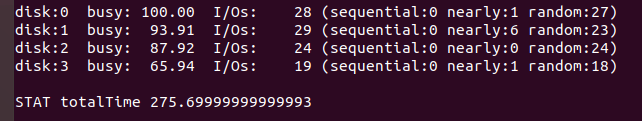 disk:0  busy: 100.00  I/Os:    28 (sequential:0 nearly:1 random:27)
disk:1  busy:  93.91  I/Os:    29 (sequential:0 nearly:6 random:23)
disk:2  busy:  87.92  I/Os:    24 (sequential:0 nearly:0 random:24)
disk:3  busy:  65.94  I/Os:    19 (sequential:0 nearly:1 random:18)
STAT totalTime 275.69999999999993